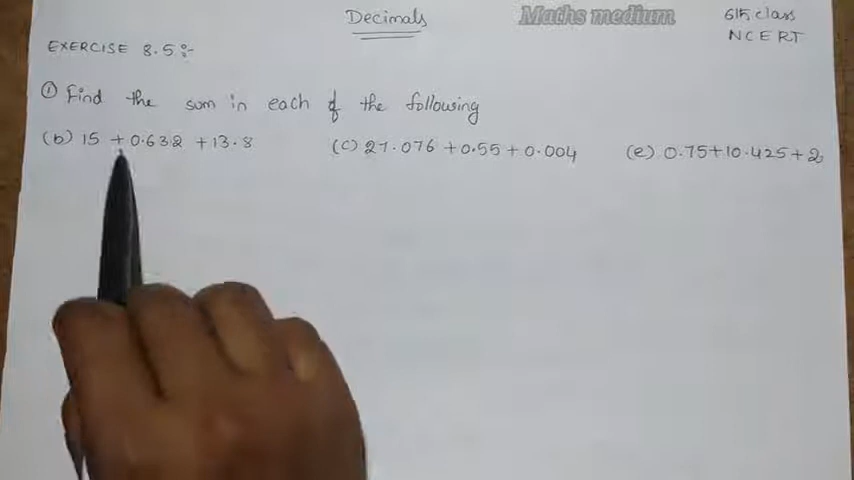 Decimals
Maths medium
6th class
NCERT
EXERCISE 8.5:-
① Find the sum in each of the following
(b) 15 + 0.632 + 13.8
(c) 27.076 + 0.55 + 0.004
(e) 0.75+10.425+2